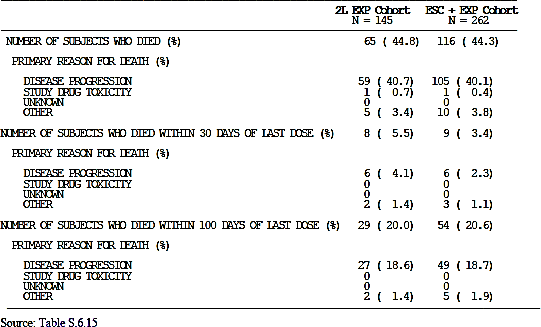 2L EXP Cohort ESC + EXP Cohort
N = 145 N = 262
NUMBER OF SUBJECTS WHO DIED (%) 65 ( 44.8) 116 ( 44.3)
PRIMARY REASON FOR DEATH (%)
DISEASE PROGRESSION 59 ( 40.7) 105 ( 40.1)
STUDY DRUG TOXICITY 1 ( 0.7) 1 ( 0.4)
UNKNOWN 0 0
OTHER 5 ( 3.4) 10 ( 3.8)
NUMBER OF SUBJECTS WHO DIED WITHIN 30 DAYS OF LAST DOSE (%) 8 ( 5.5) 9 ( 3.4)
PRIMARY REASON FOR DEATH (%)
DISEASE PROGRESSION 6 ( 4.1) 6 ( 2.3)
STUDY DRUG TOXICITY 0 0
UNKNOWN 0 0
OTHER 2 ( 1.4) 3 ( 1.1)
NUMBER OF SUBJECTS WHO DIED WITHIN 100 DAYS OF LAST DOSE (%) 29 ( 20.0) 54 ( 20.6)
PRIMARY REASON FOR DEATH (%)
DISEASE PROGRESSION 27 ( 18.6) 49 ( 18.7)
STUDY DRUG TOXICITY 0 0
UNKNOWN 0 0
OTHER 2 ( 1.4) 5 ( 1.9)
Source: Table S.6.15